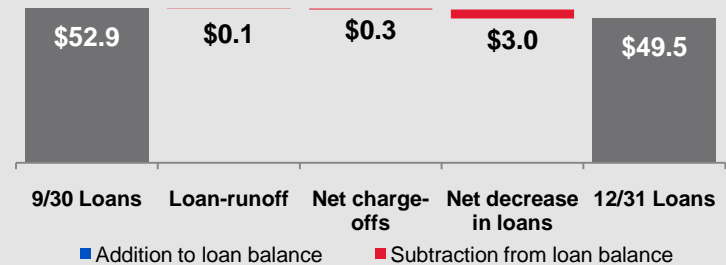 $52.9 $0.1 $0.3 $3.0 $49.5
9/30 Loans Loan-runoff Net charge- Net decrease 12/31 Loans
offs in loans
Addition to loan balance Subtraction from loan balance